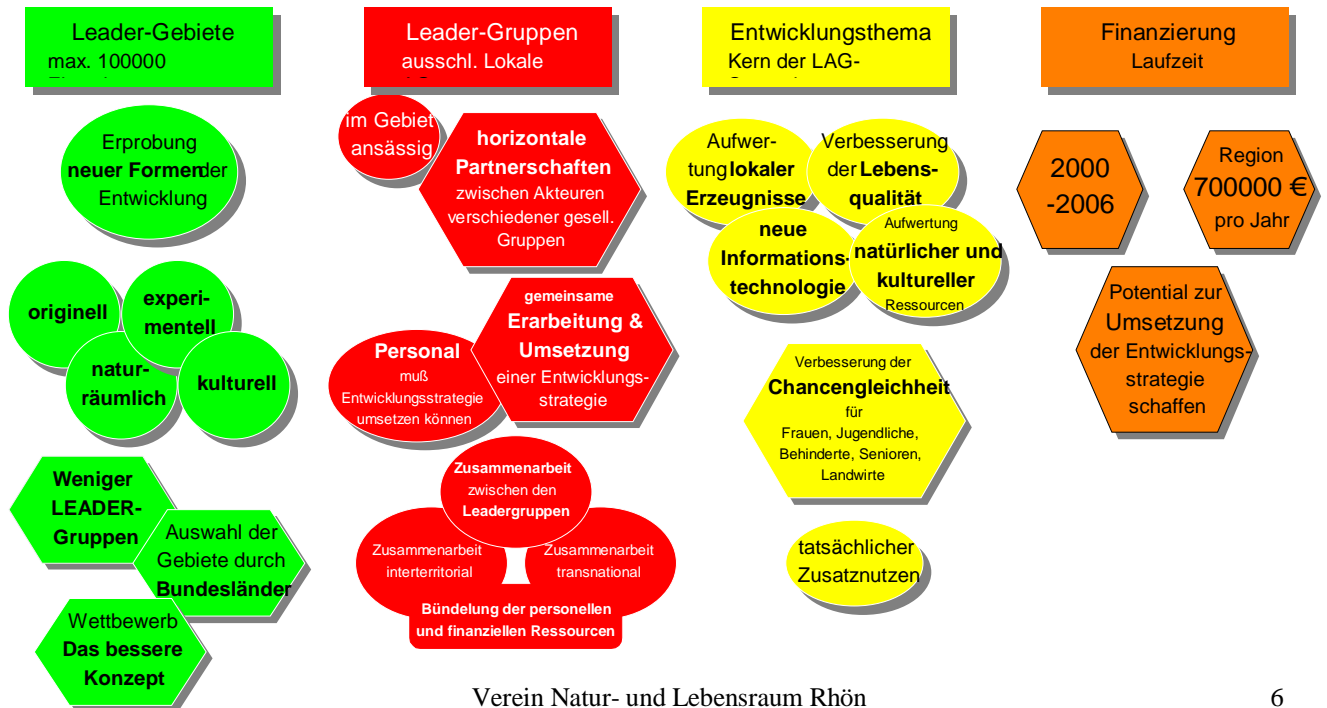 Leader-Gebiete
max. 100000
Leader-Gruppen
ausschl. Lokale
Entwicklungsthema
Kern der LAG-
Finanzierung
Laufzeit
Erprobung
neuer Formen der
Entwicklung
originell
experi-
mentell
natur-
räumlich
kulturell
Weniger
LEADER-
Gruppen
Auswahl der
Gebiete durch
Bundesländer
Wettbewerb
Das bessere
Konzept
im Gebiet
ansässig
horizontale
Partnerschaften
zwischen Akteuren
verschiedener gesell.
Gruppen
gemeinsame
Erarbeitung &
Umsetzung
einer Entwicklungs-
strategie
Personal
muß
Entwicklungsstrategie
umsetzen können
Zusammenarbeit
zwischen den
Leadergruppen
Zusammenarbeit
interterritorial
Zusammenarbeit
transnational
Bündelung der personellen
und finanziellen Ressourcen
Aufwer-
tung lokaler
Erzeugnisse
Verbesserung
der Lebens-
qualität
neue
Informations-
technologie
Aufwertung
natürlicher und
kultureller
Ressourcen
Verbesserung der
Chancengleichheit
für
Frauen, Jugendliche,
Behinderte, Senioren,
Landwirte
tatsächlicher
Zusatznutzen
2000
-2006
Region
700000 €
pro Jahr
Potential zur
Umsetzung
der Entwicklungs-
strategie
schaffen
Verein Natur- und Lebensraum Rhön
6